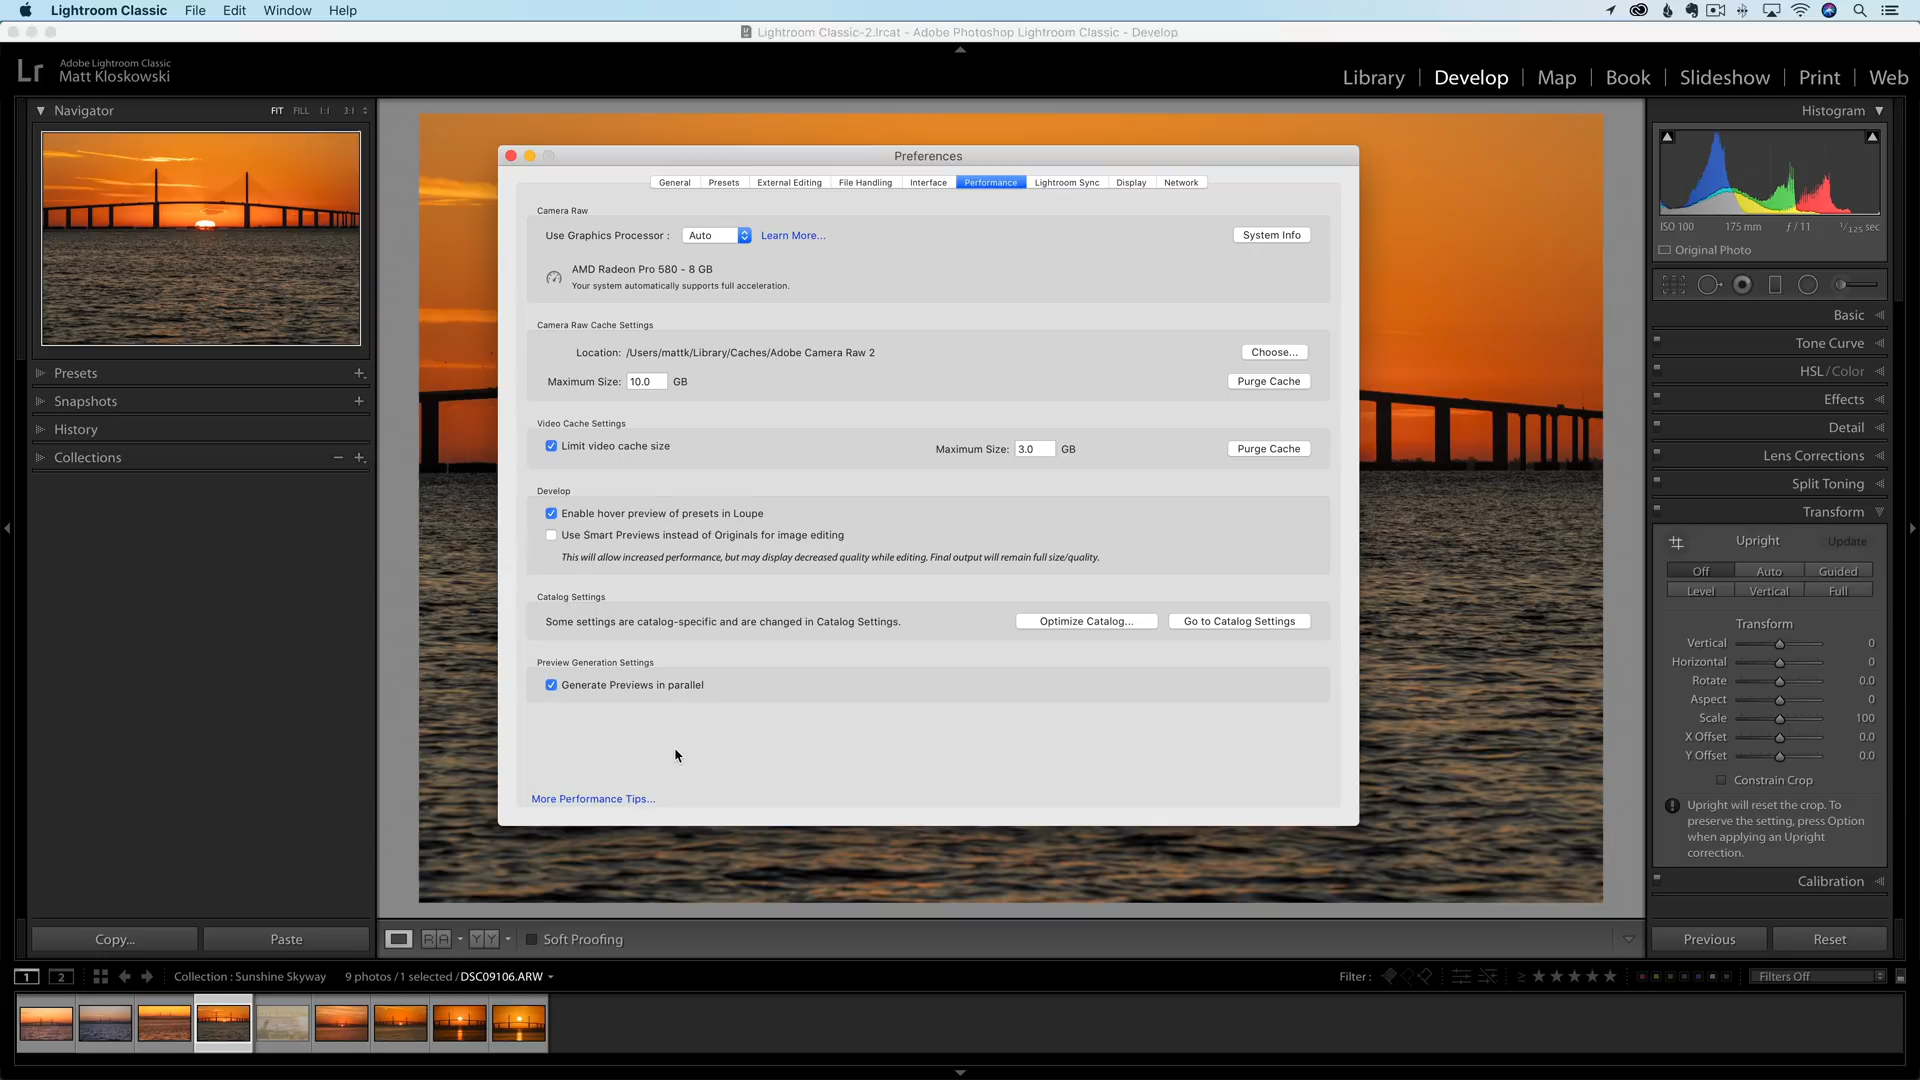 Lightroom Classic File Edit Window Help
Lightroom Classic-2.lrcat - Adobe Photoshop Lightroom Classic - Develop
Lr
Adobe Lightroom Classic
Matt Kloskowski
Library | Develop | Map | Book | Slideshow | Print | Web
Navigator FIT FILL 1:1 3:1
Presets
Snapshots
History
Collections
Copy...
Paste
Preferences
General Presets External Editing File Handling Interface Performance Lightroom Sync Display Network
Camera Raw
Use Graphics Processor : Auto Learn More... System Info
AMD Radeon Pro 580 - 8 GB
Your system automatically supports full acceleration.
Camera Raw Cache Settings
Location: /Users/mattk/Library/Caches/Adobe Camera Raw 2 Choose...
Maximum Size: 10.0 GB Purge Cache
Video Cache Settings
Limit video cache size Maximum Size: 3.0 GB Purge Cache
Develop
Enable hover preview of presets in Loupe
Use Smart Previews instead of Originals for image editing
This will allow increased performance, but may display decreased quality while editing. Final output will remain full size/quality.
Catalog Settings
Some settings are catalog-specific and are changed in Catalog Settings. Optimize Catalog... Go to Catalog Settings
Preview Generation Settings
Generate Previews in parallel
More Performance Tips...
Histogram
ISO 100 175 mm ƒ / 11 1/125 sec
Original Photo
Basic
Tone Curve
HSL / Color
Effects
Detail
Lens Corrections
Split Toning
Transform
Upright Update
Off Auto Guided
Level Vertical Full
Transform
Vertical 0
Horizontal 0
Rotate 0.0
Aspect 0
Scale 100
X Offset 0.0
Y Offset 0.0
Constrain Crop
Upright will reset the crop. To
preserve the setting, press Option
when applying an Upright
correction.
Calibration
Previous
Reset
R A Y Y Soft Proofing
1 2 Collection : Sunshine Skyway 9 photos / 1 selected / DSC09106.ARW Filter : ≥ ★★★★★ Filters Off